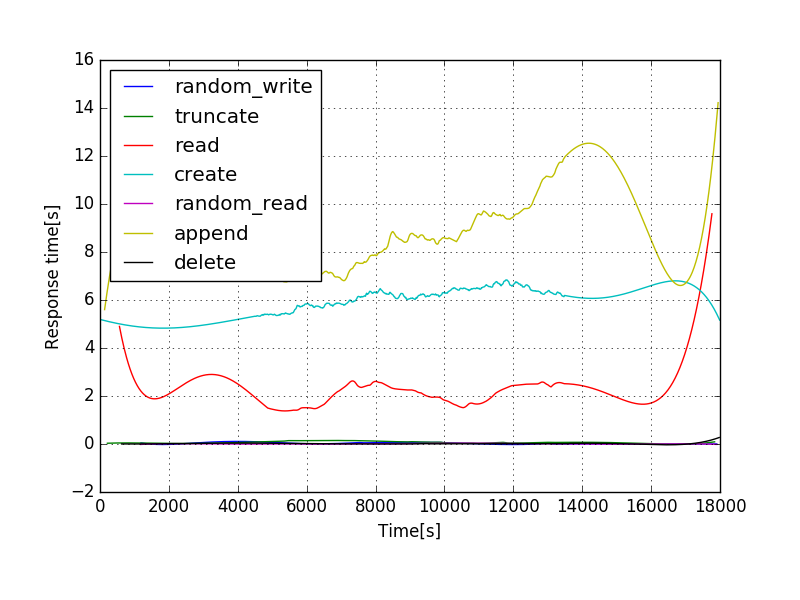 16
14
12
10
8
6
4
2
0
−2
random_write
truncate
read
create
random_read
append
delete
Response time[s]
0 2000 4000 6000 8000 10000 12000 14000 16000 18000
Time[s]